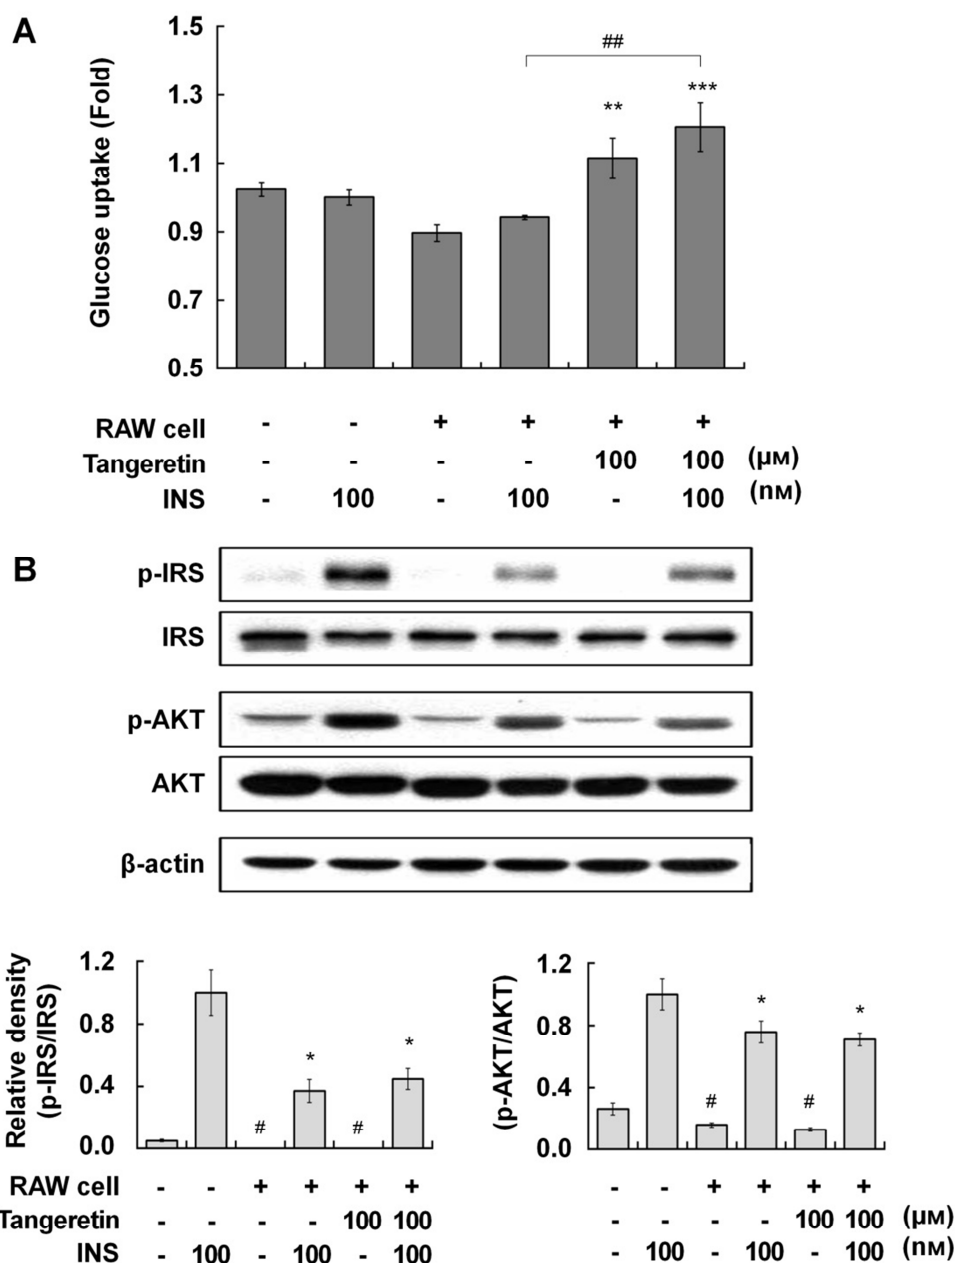 A
1.5
1.3
1.1
0.9
0.7
0.5
Glucose uptake (Fold)
##
**
***
RAW cell - - + + + +
Tangeretin - - - - 100 100 (μM)
INS - 100 - 100 - 100 (nM)
B
p-IRS
IRS
p-AKT
AKT
β-actin
Relative density
(p-IRS/IRS)
1.2
0.8
0.4
0.0
# * # *
(p-AKT/AKT)
1.2
0.8
0.4
0.0
# * # *
RAW cell - - + + + + - - + + + +
Tangeretin - - - - 100 100 - - - - 100 100 (μM)
INS - 100 - 100 - 100 - 100 - 100 - 100 (nM)